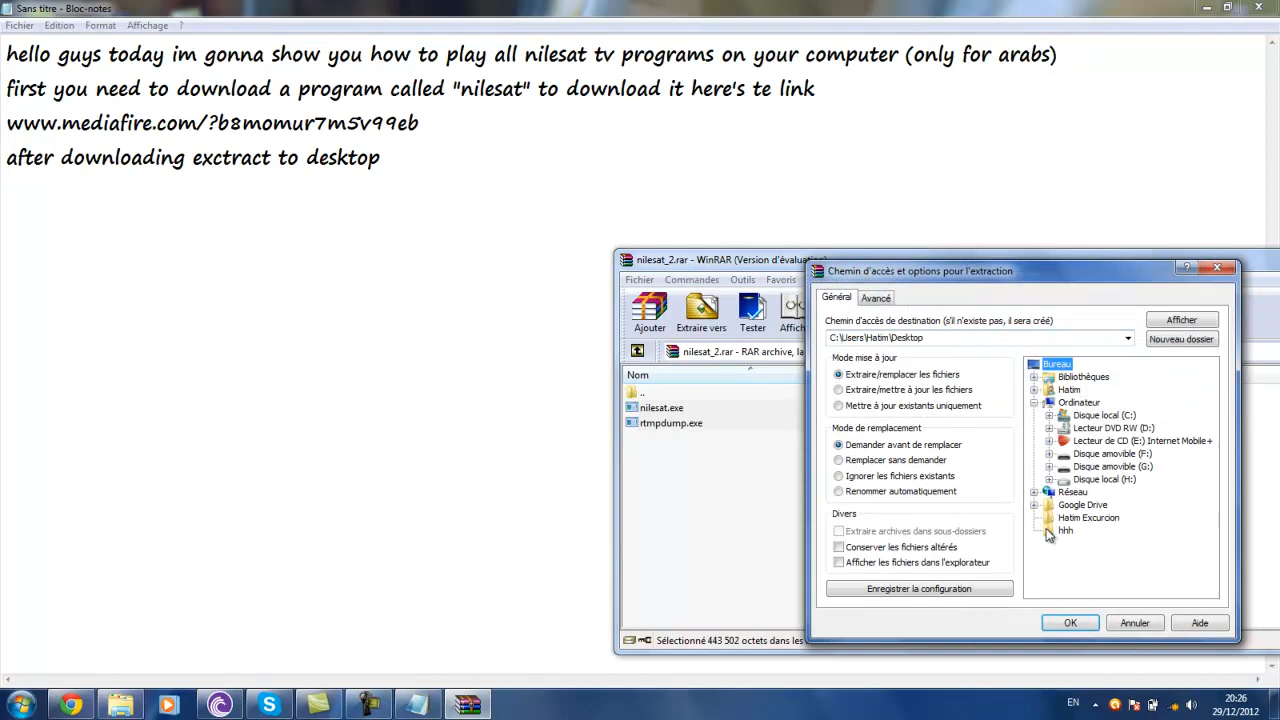 Sans titre - Bloc-notes
Fichier Edition Format Affichage ?
hello guys today im gonna show you how to play all nilesat tv programs on your computer (only for arabs)
first you need to download a program called "nilesat" to download it here's te link
www.mediafire.com/?b8momur7m5v99eb
after downloading exctract to desktop
nilesat_2.rar - WinRAR (Version d'évaluation
Fichier Commandes Outils Favoris
Ajouter Extraire vers Tester Affich
nilesat_2.rar - RAR archive, la
Nom
..
nilesat.exe
rtmpdump.exe
Sélectionné 443 502 octets dans les
Chemin d'accès et options pour l'extraction
Général Avancé
Chemin d'accès de destination (s'il n'existe pas, il sera créé)
Afficher
C:\Users\Hatim\Desktop
Nouveau dossier
Mode mise à jour
Extraire/remplacer les fichiers
Extraire/mettre à jour les fichiers
Mettre à jour existants uniquement
Mode de remplacement
Demander avant de remplacer
Remplacer sans demander
Ignorer les fichiers existants
Renommer automatiquement
Divers
Extraire archives dans sous-dossiers
Conserver les fichiers altérés
Afficher les fichiers dans l'explorateur
Enregistrer la configuration
Bureau
Bibliothèques
Hatim
Ordinateur
Disque local (C:)
Lecteur DVD RW (D:)
Lecteur de CD (E:) Internet Mobile+
Disque amovible (F:)
Disque amovible (G:)
Disque local (H:)
Réseau
Google Drive
Hatim Excurcion
hhh
OK Annuler Aide
EN
20:26
29/12/2012